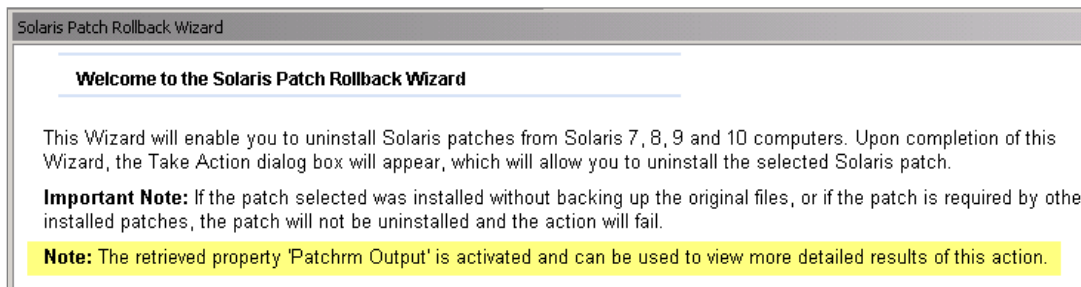 Solaris Patch Rollback Wizard
Welcome to the Solaris Patch Rollback Wizard
This Wizard will enable you to uninstall Solaris patches from Solaris 7, 8, 9 and 10 computers. Upon completion of this
Wizard, the Take Action dialog box will appear, which will allow you to uninstall the selected Solaris patch.
Important Note: If the patch selected was installed without backing up the original files, or if the patch is required by othe
installed patches, the patch will not be uninstalled and the action will fail.
Note: The retrieved property 'Patchrm Output' is activated and can be used to view more detailed results of this action.